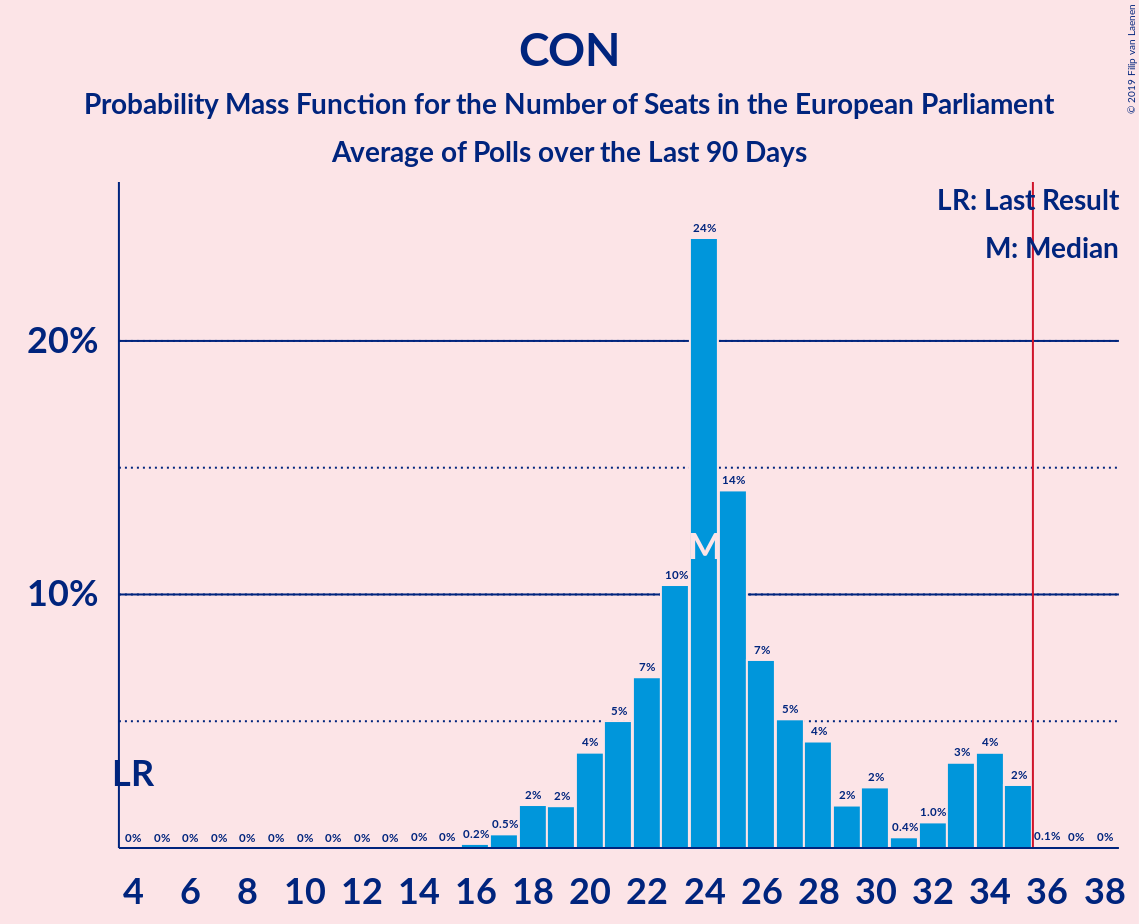 CON
Probability Mass Function for the Number of Seats in the European Parliament
Average of Polls over the Last 90 Days
© 2019 Filip van Laenen
LR: Last Result
M: Median
24%
20%
14%
M
10%
10%
7%
7%
5%
5%
4%
4%
4%
3%
LR
2%
2%
2%
2%
2%
0% 0% 0% 0% 0% 0% 0% 0% 0% 0% 0% 0% 0.2% 0.5% 0.4% 1.0% 0.1% 0% 0%
4 6 8 10 12 14 16 18 20 22 24 26 28 30 32 34 36 38